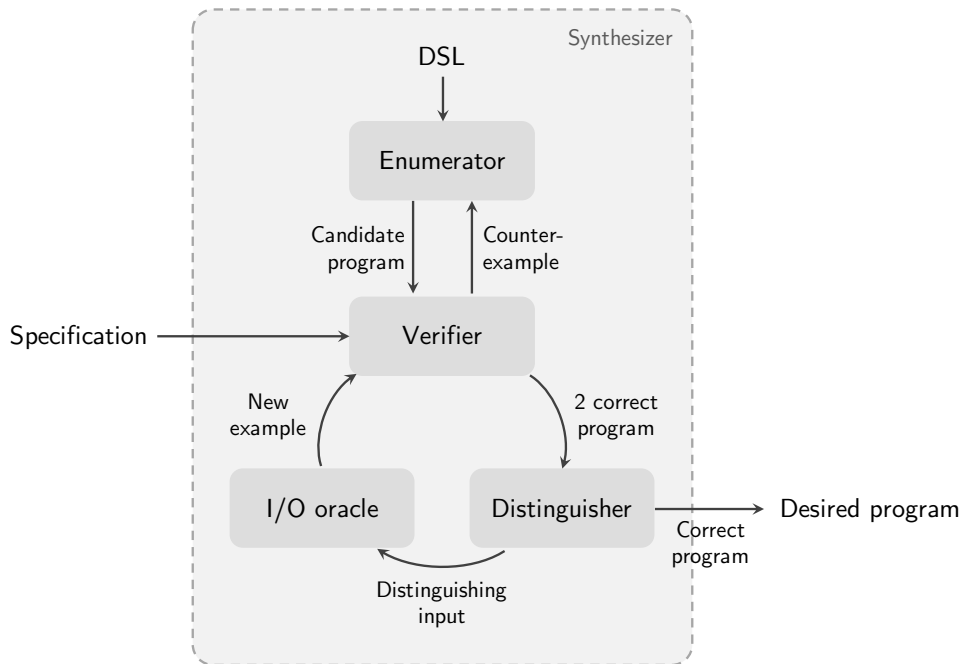 Synthesizer
DSL
Enumerator
Candidate
program
Counter-
example
Specification
Verifier
New
example
2 correct
program
I/O oracle
Distinguisher
Desired program
Correct
program
Distinguishing
input